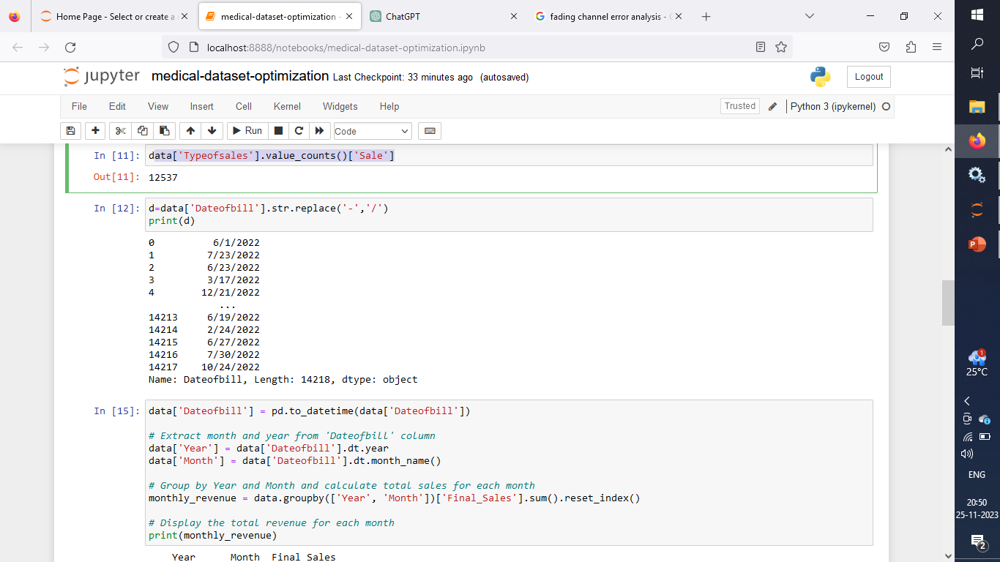 Home Page - Select or create a
medical-dataset-optimization -
ChatGPT
fading channel error analysis -
localhost:8888/notebooks/medical-dataset-optimization.ipynb
jupyter medical-dataset-optimization Last Checkpoint: 33 minutes ago (autosaved)
Logout
File Edit View Insert Cell Kernel Widgets Help
Trusted Python 3 (ipykernel)
Run Code
In [11]: data['Typeofsales'].value_counts()['Sale']
Out[11]: 12537
In [12]: d=data['Dateofbill'].str.replace('-','/')
print(d)
0 6/1/2022
1 7/23/2022
2 6/23/2022
3 3/17/2022
4 12/21/2022
...
14213 6/19/2022
14214 2/24/2022
14215 6/27/2022
14216 7/30/2022
14217 10/24/2022
Name: Dateofbill, Length: 14218, dtype: object
In [15]: data['Dateofbill'] = pd.to_datetime(data['Dateofbill'])
# Extract month and year from 'Dateofbill' column
data['Year'] = data['Dateofbill'].dt.year
data['Month'] = data['Dateofbill'].dt.month_name()
# Group by Year and Month and calculate total sales for each month
monthly_revenue = data.groupby(['Year', 'Month'])['Final_Sales'].sum().reset_index()
# Display the total revenue for each month
print(monthly_revenue)
Year Month Final_Sales
P
1
25°C
ENG
20:50
25-11-2023
2